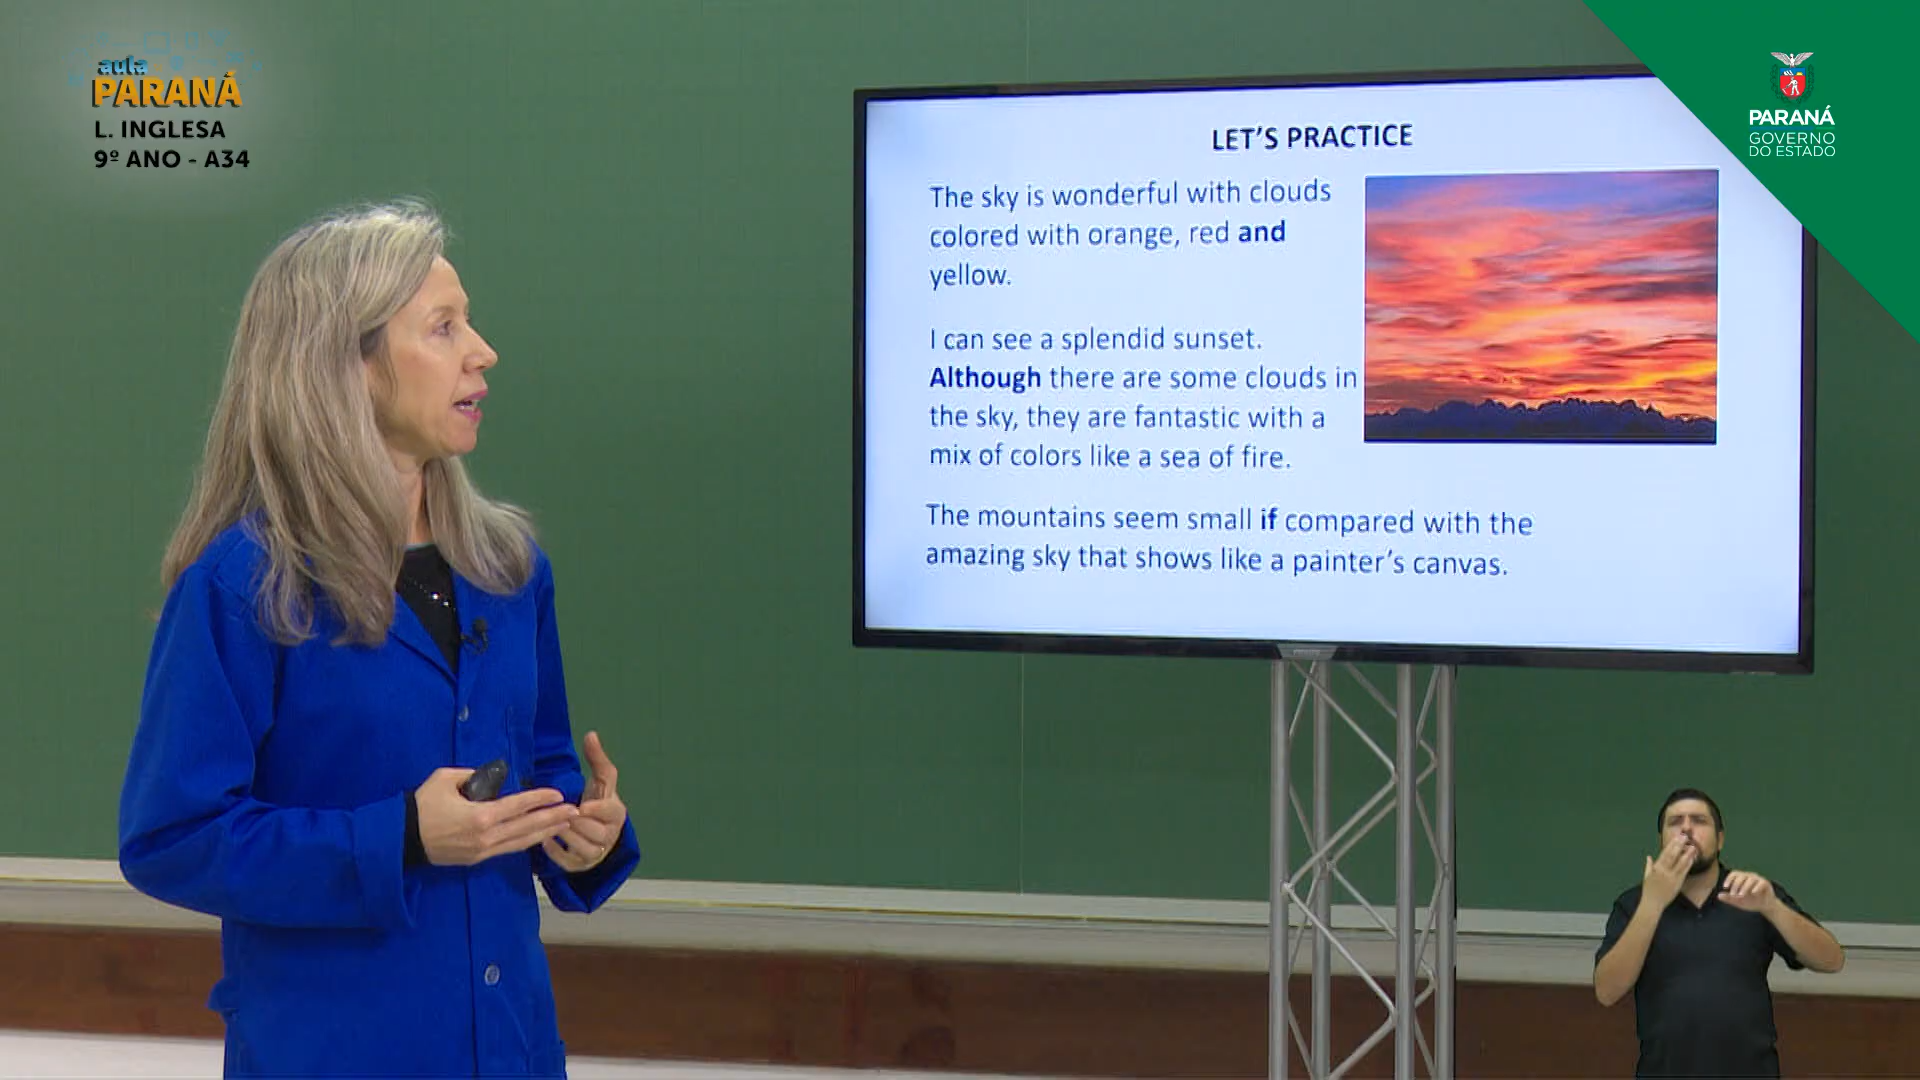 aula
PARANÁ
L. INGLESA
9º ANO - A34
LET'S PRACTICE
The sky is wonderful with clouds
colored with orange, red and
yellow.
I can see a splendid sunset.
Although there are some clouds in
the sky, they are fantastic with a
mix of colors like a sea of fire.
The mountains seem small if compared with the
amazing sky that shows like a painter's canvas.
PARANÁ
GOVERNO
DO ESTADO
PHILIPS